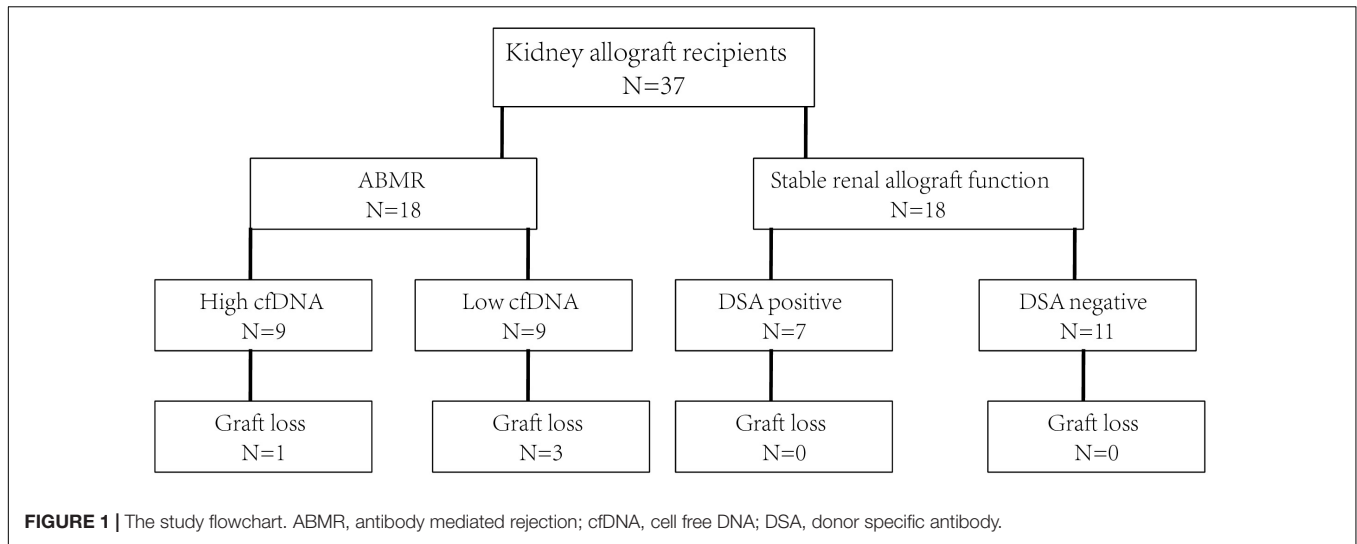 Kidney allograft recipients
N=37
ABMR
N=18
Stable renal allograft function
N=18
High cfDNA
N=9
Low cfDNA
N=9
DSA positive
N=7
DSA negative
N=11
Graft loss
N=1
Graft loss
N=3
Graft loss
N=0
Graft loss
N=0
FIGURE 1 | The study flowchart. ABMR, antibody mediated rejection; cfDNA, cell free DNA; DSA, donor specific antibody.